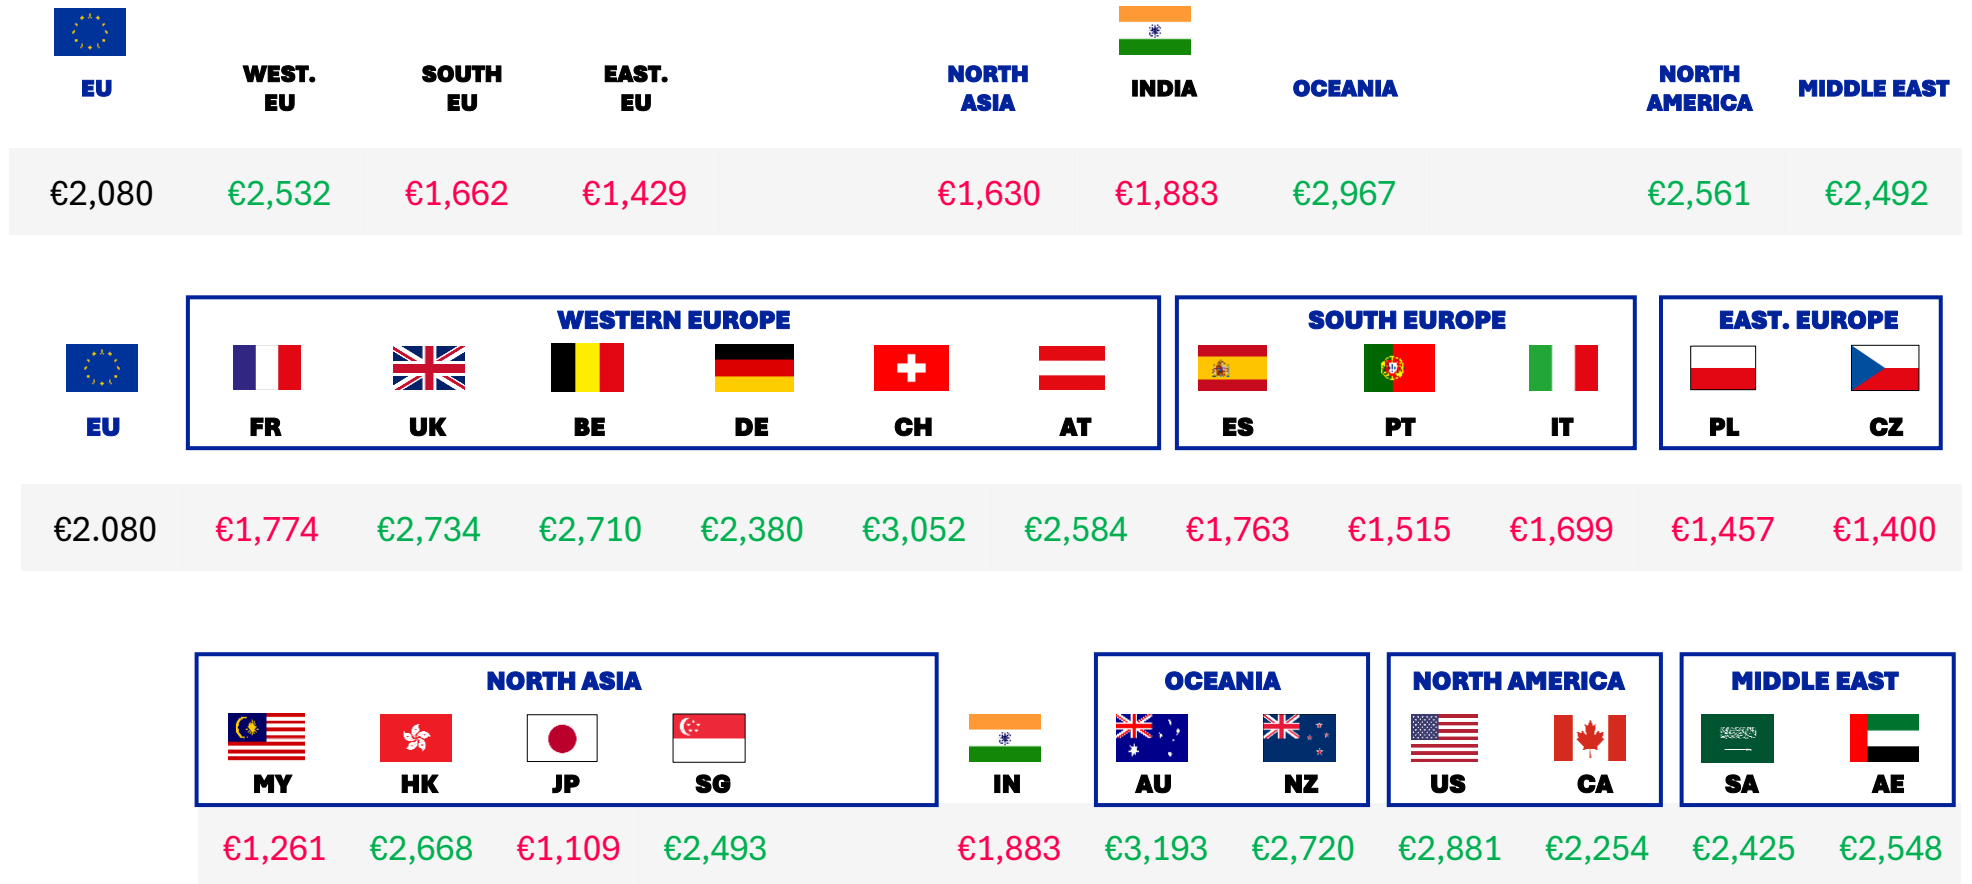 EU WEST. EU SOUTH EU EAST. EU NORTH ASIA INDIA OCEANIA NORTH AMERICA MIDDLE EAST
€2,080 €2,532 €1,662 €1,429 €1,630 €1,883 €2,967 €2,561 €2,492
WESTERN EUROPE SOUTH EUROPE EAST. EUROPE
EU FR UK BE DE CH AT ES PT IT PL CZ
€2.080 €1,774 €2,734 €2,710 €2,380 €3,052 €2,584 €1,763 €1,515 €1,699 €1,457 €1,400
NORTH ASIA OCEANIA NORTH AMERICA MIDDLE EAST
MY HK JP SG IN AU NZ US CA SA AE
€1,261 €2,668 €1,109 €2,493 €1,883 €3,193 €2,720 €2,881 €2,254 €2,425 €2,548